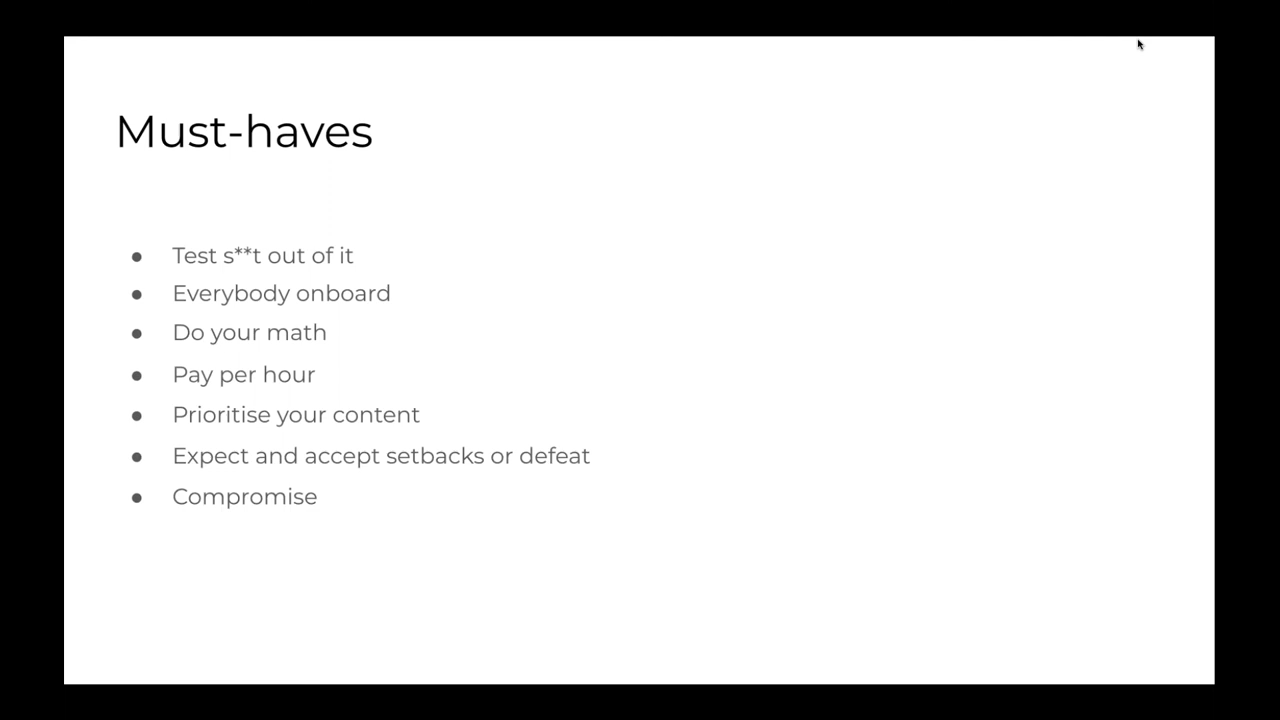 Must-haves
● Test s**t out of it
● Everybody onboard
● Do your math
● Pay per hour
● Prioritise your content
● Expect and accept setbacks or defeat
● Compromise